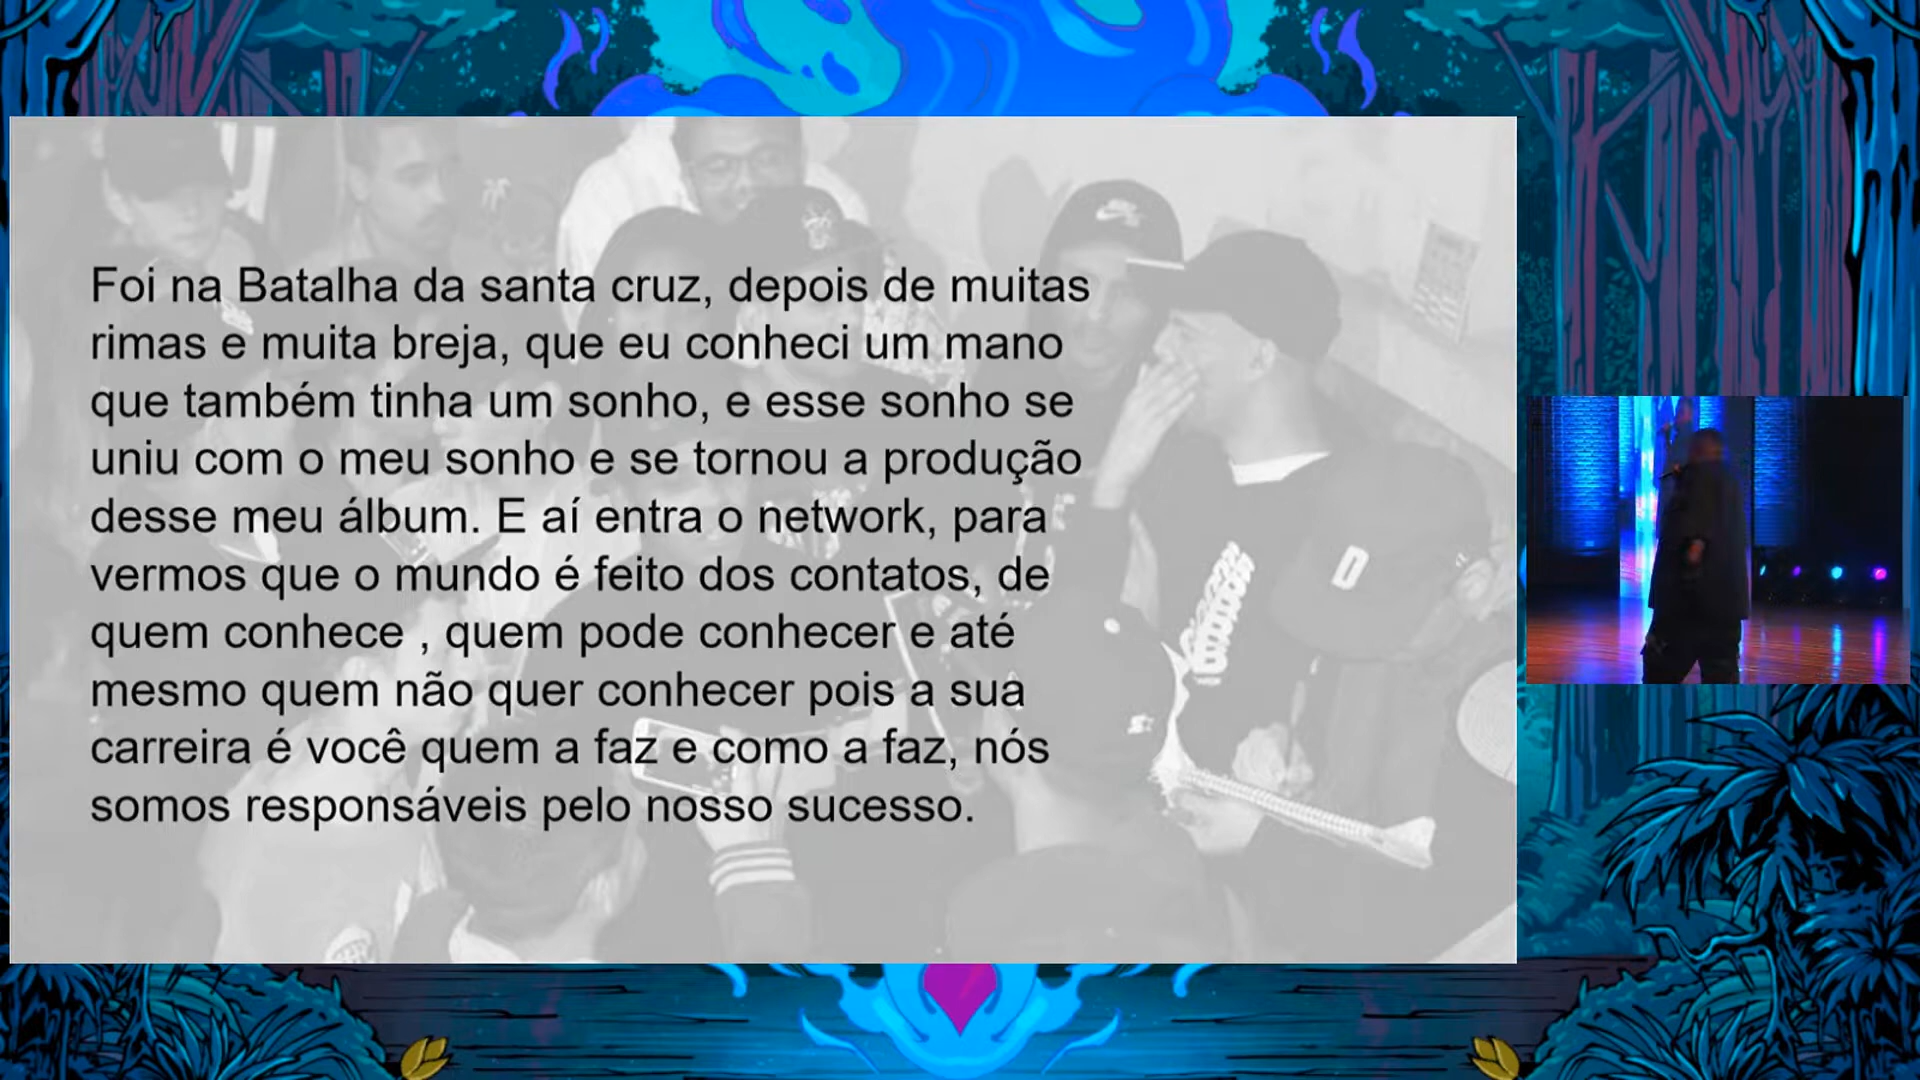 Foi na Batalha da santa cruz, depois de muitas
rimas e muita breja, que eu conheci um mano
que também tinha um sonho, e esse sonho se
uniu com o meu sonho e se tornou a produção
desse meu álbum. E aí entra o network, para
vermos que o mundo é feito dos contatos, de
quem conhece , quem pode conhecer e até
mesmo quem não quer conhecer pois a sua
carreira é você quem a faz e como a faz, nós
somos responsáveis pelo nosso sucesso.